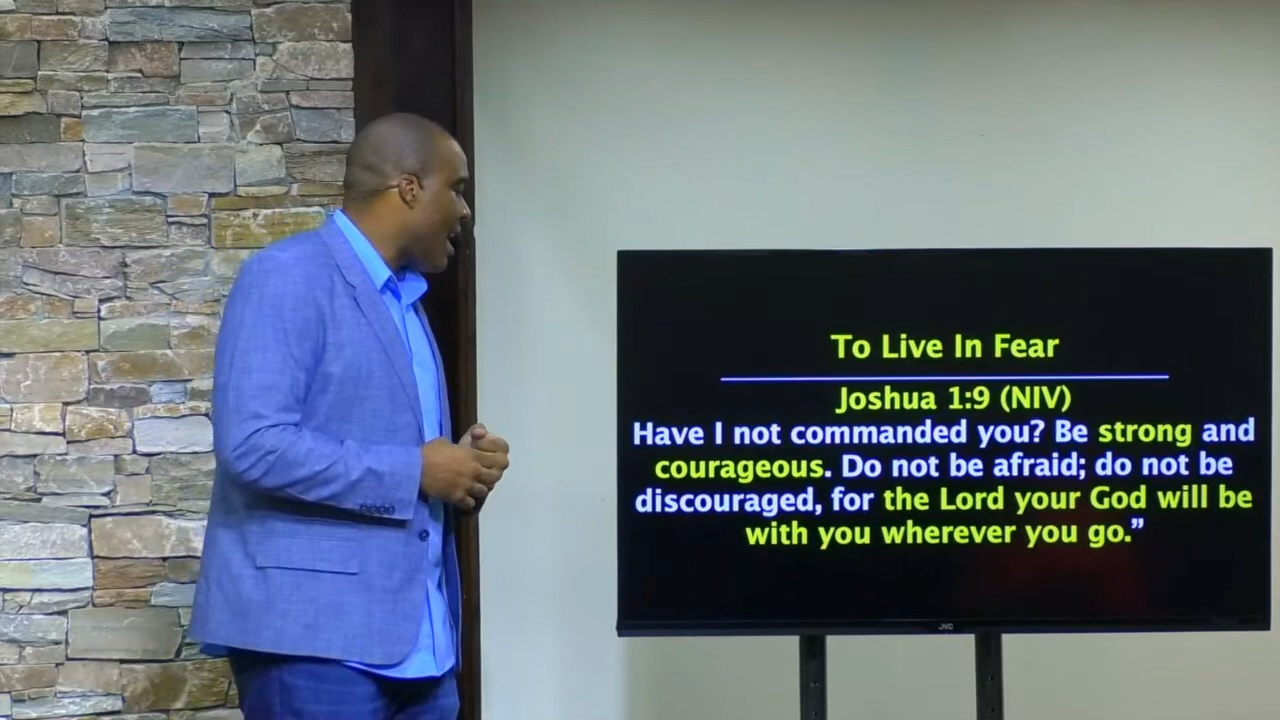 To Live In Fear
Joshua 1:9 (NIV)
Have I not commanded you? Be strong and
courageous. Do not be afraid; do not be
discouraged, for the Lord your God will be
with you wherever you go.”
JVC